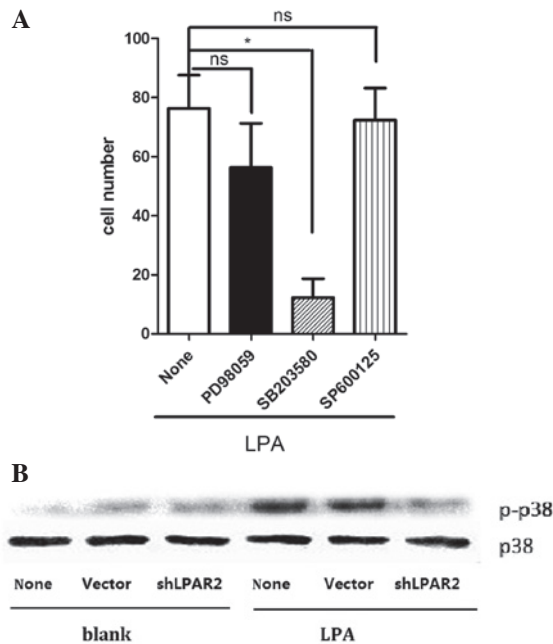 A
ns
*
ns
100
80
60
40
20
0
cell number
None
PD98059
SB203580
SP600125
LPA
B
p-p38
p38
None Vector shLPAR2 None Vector shLPAR2
blank LPA